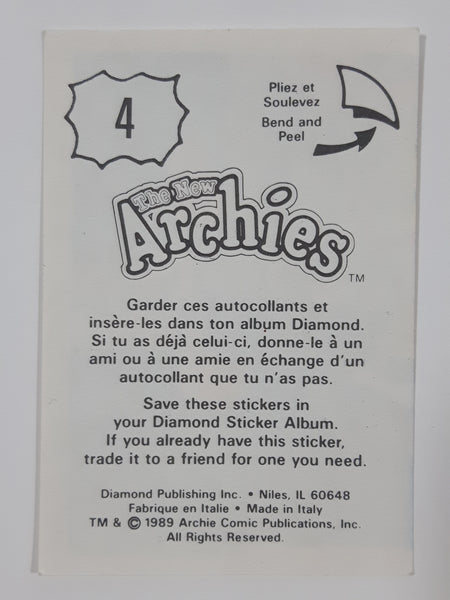 4
Pliez et
Soulevez
Bend and
Peel
The New
Archies
TM
Garder ces autocollants et
insère-les dans ton album Diamond.
Si tu as déjà celui-ci, donne-le à un
ami ou à une amie en échange d'un
autocollant que tu n'as pas.
Save these stickers in
your Diamond Sticker Album.
If you already have this sticker,
trade it to a friend for one you need.
Diamond Publishing Inc. • Niles, IL 60648
Fabrique en Italie • Made in Italy
TM & © 1989 Archie Comic Publications, Inc.
All Rights Reserved.